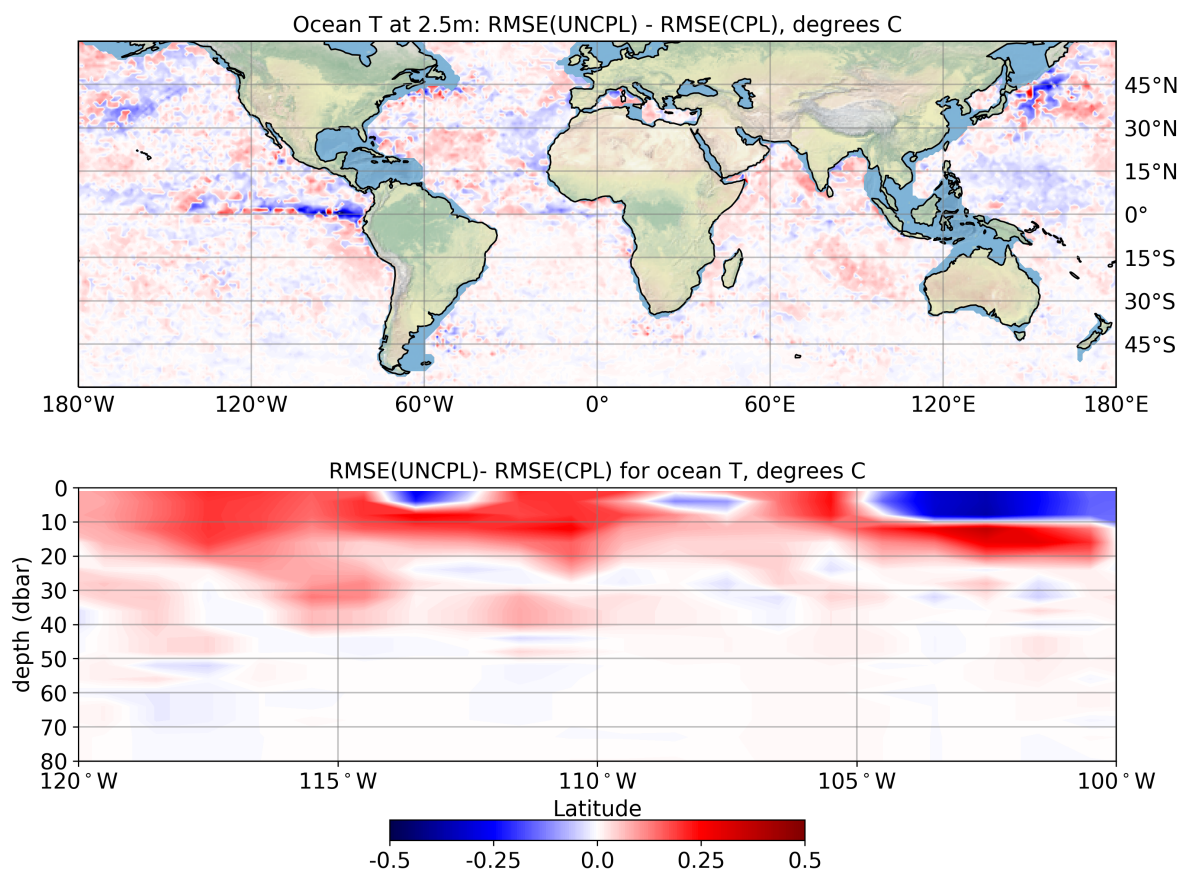 Ocean T at 2.5m: RMSE(UNCPL) - RMSE(CPL), degrees C
45°N
30°N
15°N
0°
15°S
30°S
45°S
180°W 120°W 60°W 0° 60°E 120°E 180°E
RMSE(UNCPL)- RMSE(CPL) for ocean T, degrees C
0
10
20
30
40
50
60
70
80
depth (dbar)
120°W 115°W 110°W 105°W 100°W
Latitude
-0.5 -0.25 0.0 0.25 0.5